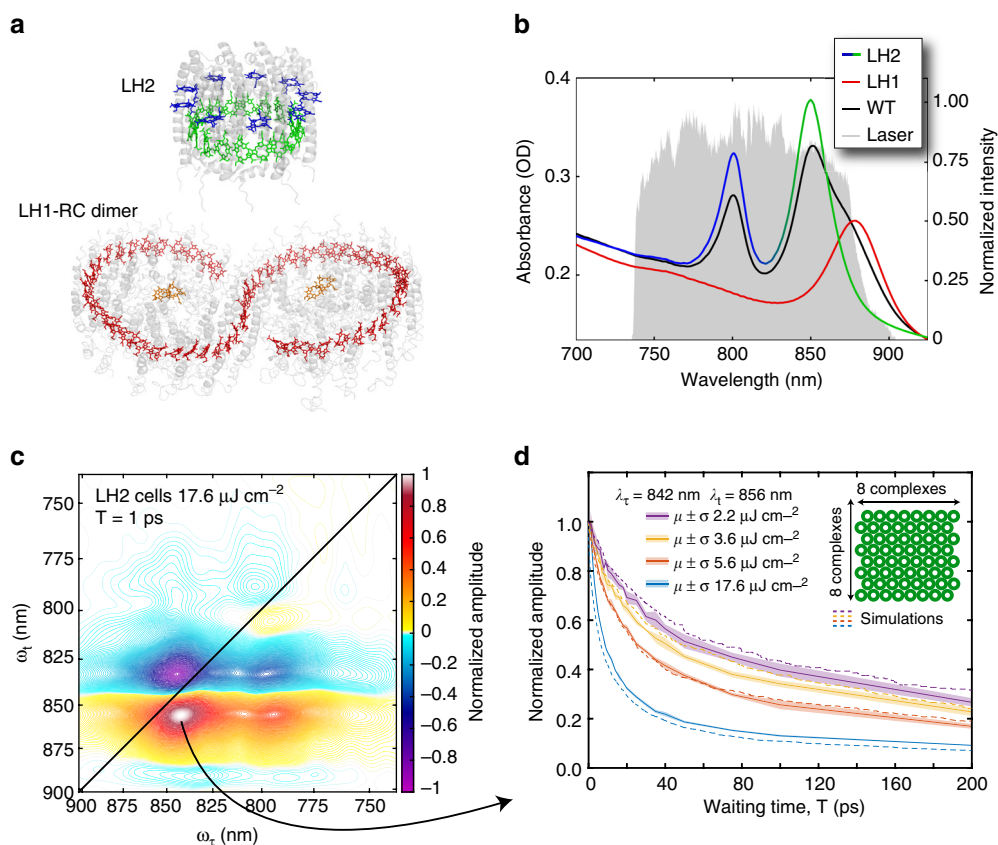 a
LH2
LH1-RC dimer
b
LH2
LH1
WT
Laser
0.4
0.3
0.2
Absorbance (OD)
1.00
0.75
0.50
0.25
0
Normalized intensity
700
750
800
850
900
Wavelength (nm)
c
LH2 cells 17.6 μJ cm⁻²
T = 1 ps
750
775
800
825
850
875
900
ωt (nm)
900
875
850
825
800
775
750
ωτ (nm)
1
0.8
0.6
0.4
0.2
0
−0.2
−0.4
−0.6
−0.8
−1
Normalized amplitude
d
λτ = 842 nm λt = 856 nm
μ ± σ 2.2 μJ cm−2
μ ± σ 3.6 μJ cm−2
μ ± σ 5.6 μJ cm−2
μ ± σ 17.6 μJ cm−2
8 complexes
8 complexes
Simulations
1.0
0.8
0.6
0.4
0.2
0.0
Normalized amplitude
0
40
80
120
160
200
Waiting time, T (ps)